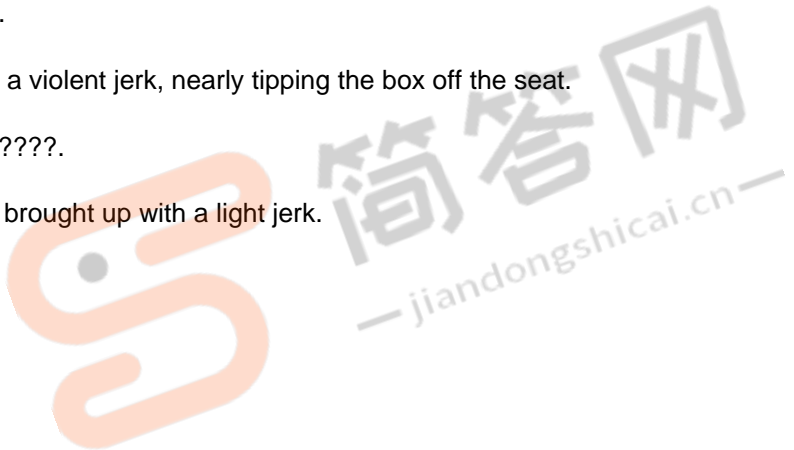 .
a violent jerk, nearly tipping the box off the seat.
????.
brought up with a light jerk.
简答网
jiandongshicai.cn